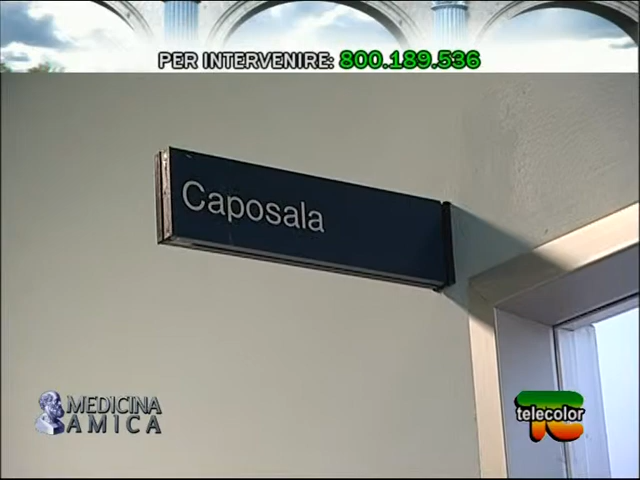 PER INTERVENIRE: 800.189.536
Caposala
MEDICINA
AMICA
telecolor